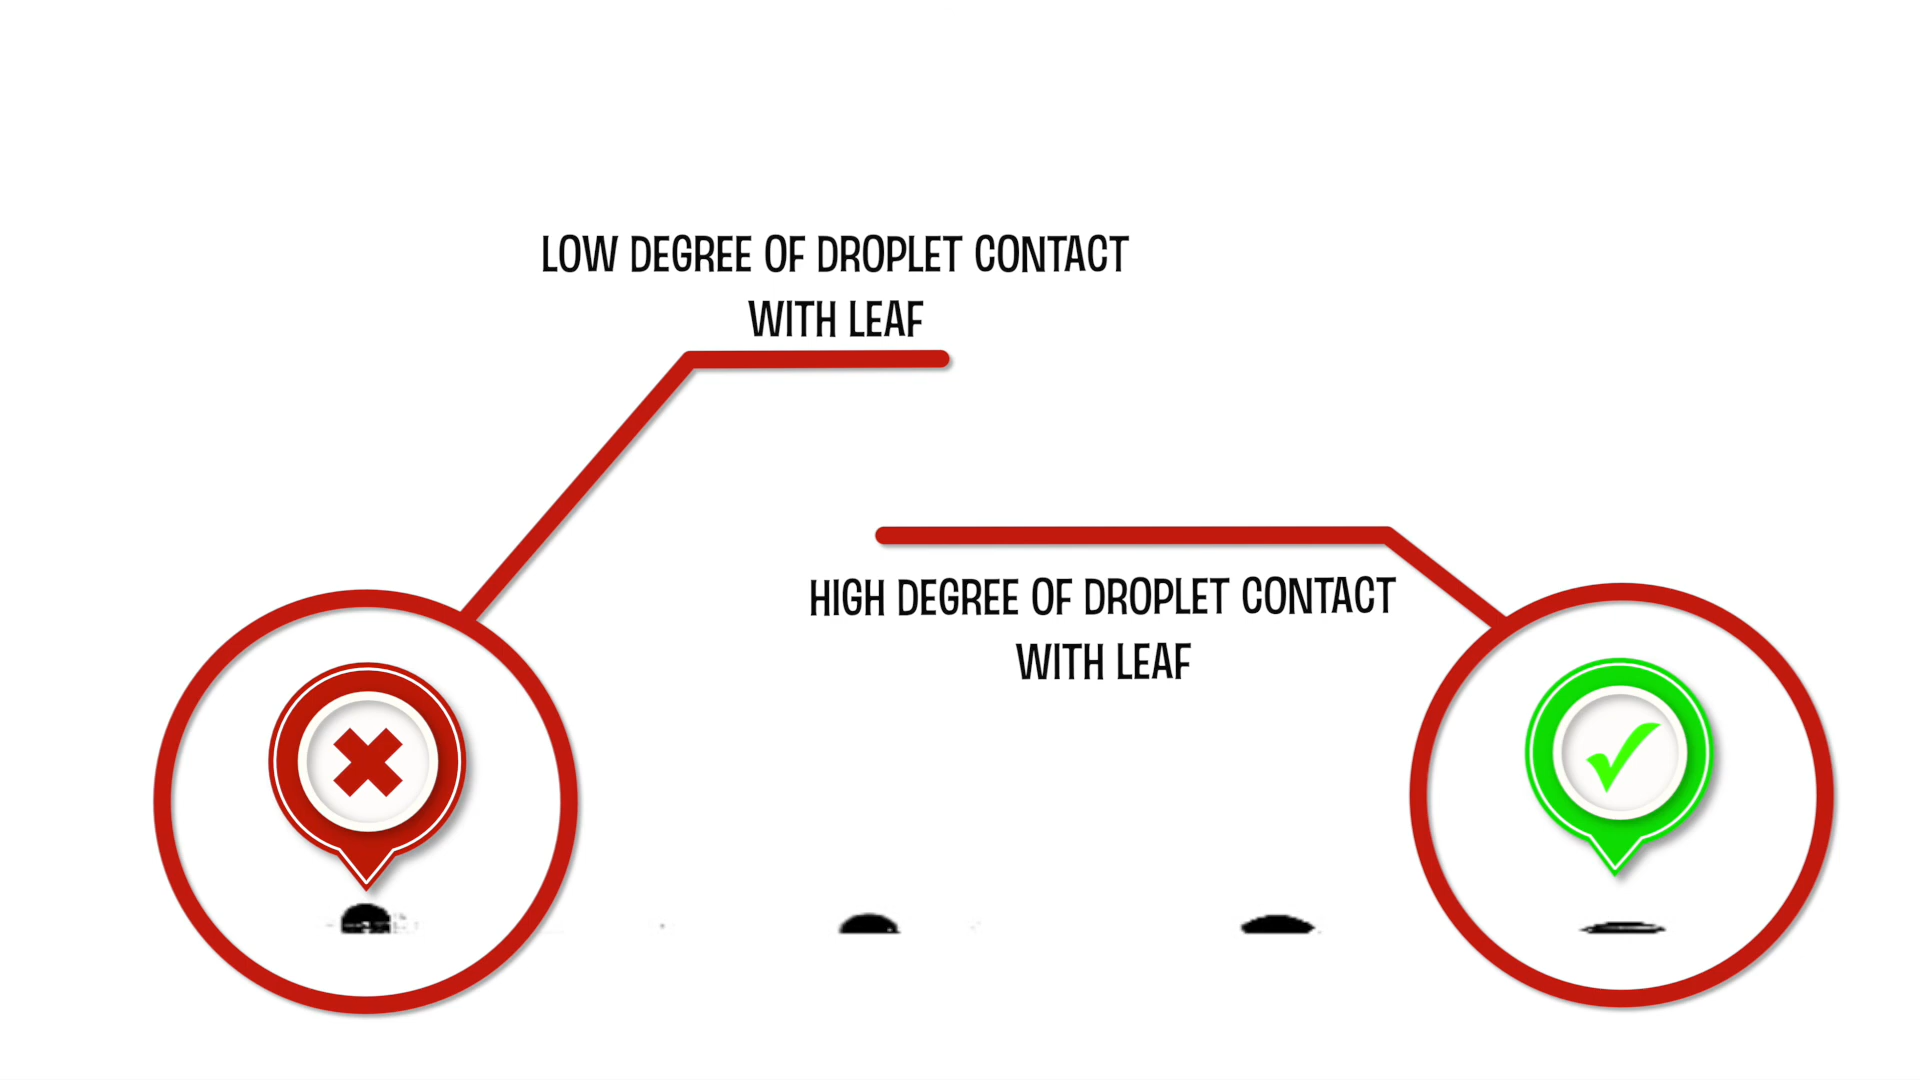 LOW DEGREE OF DROPLET CONTACT
WITH LEAF
HIGH DEGREE OF DROPLET CONTACT
WITH LEAF